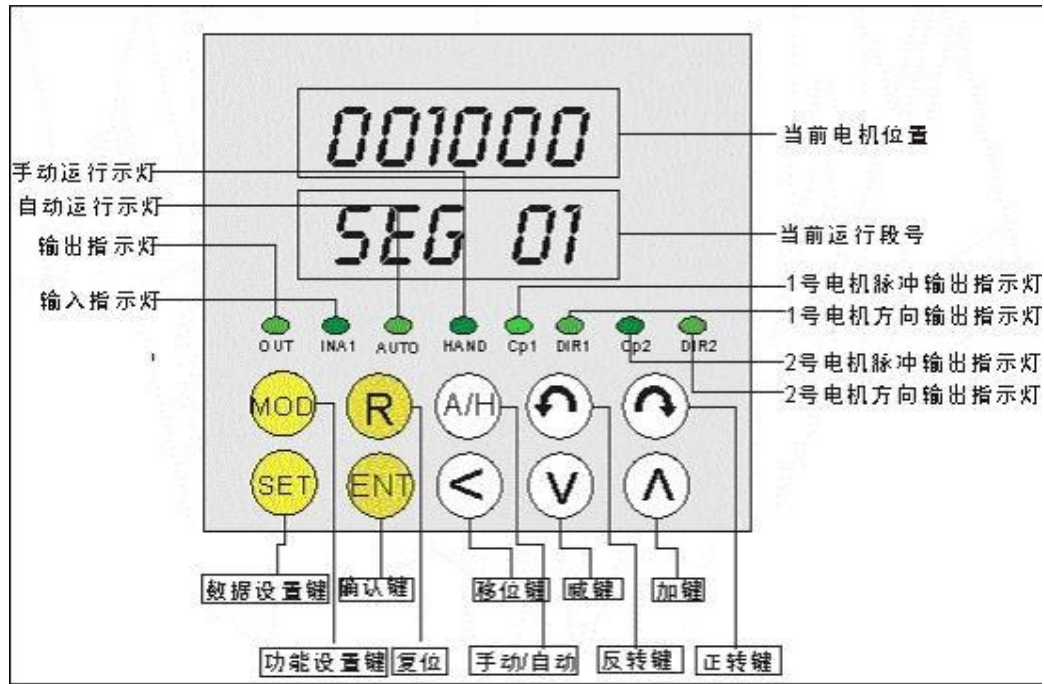 001000
当前电机位置
手动运行示灯
自动运行示灯
SEG 01
当前运行段号
输出指示灯
输入指示灯
1号电机脉冲输出指示灯
1号电机方向输出指示灯
OUT INA1 AUTO HAND Cp1 DIR1 Cp2 DIR2
2号电机脉冲输出指示灯
2号电机方向输出指示灯
MOD R A/H
SET ENT < V Λ
数据设置键 确认键 移位键 喊键 加键
功能设置键 复位 手动/自动 反转键 正转键